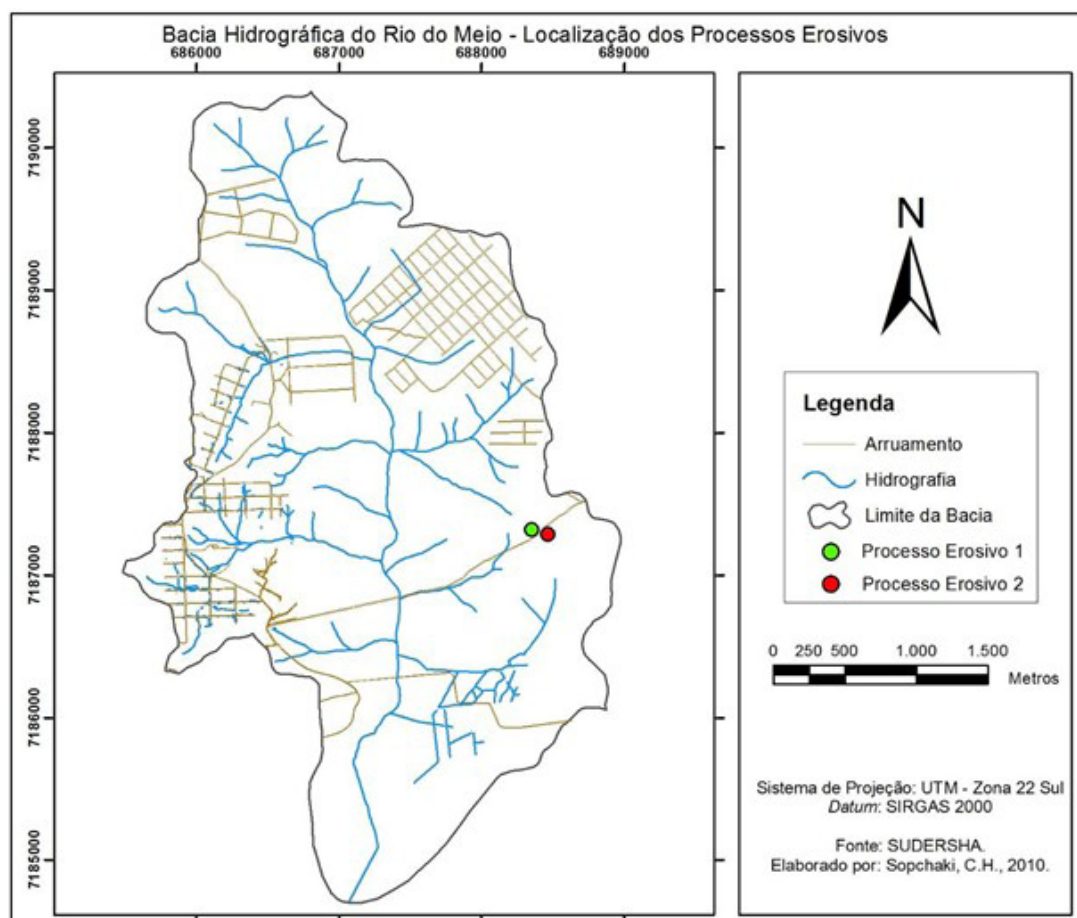 Bacia Hidrográfica do Rio do Meio - Localização dos Processos Erosivos
686000 687000 688000 689000
7190000
7189000
7188000
7187000
7186000
7185000
N
Legenda
Arruamento
Hidrografia
Limite da Bacia
Processo Erosivo 1
Processo Erosivo 2
0 250 500 1.000 1.500
Metros
Sistema de Projeção: UTM - Zona 22 Sul
Datum: SIRGAS 2000
Fonte: SUDERSHA.
Elaborado por: Sopchaki, C.H., 2010.